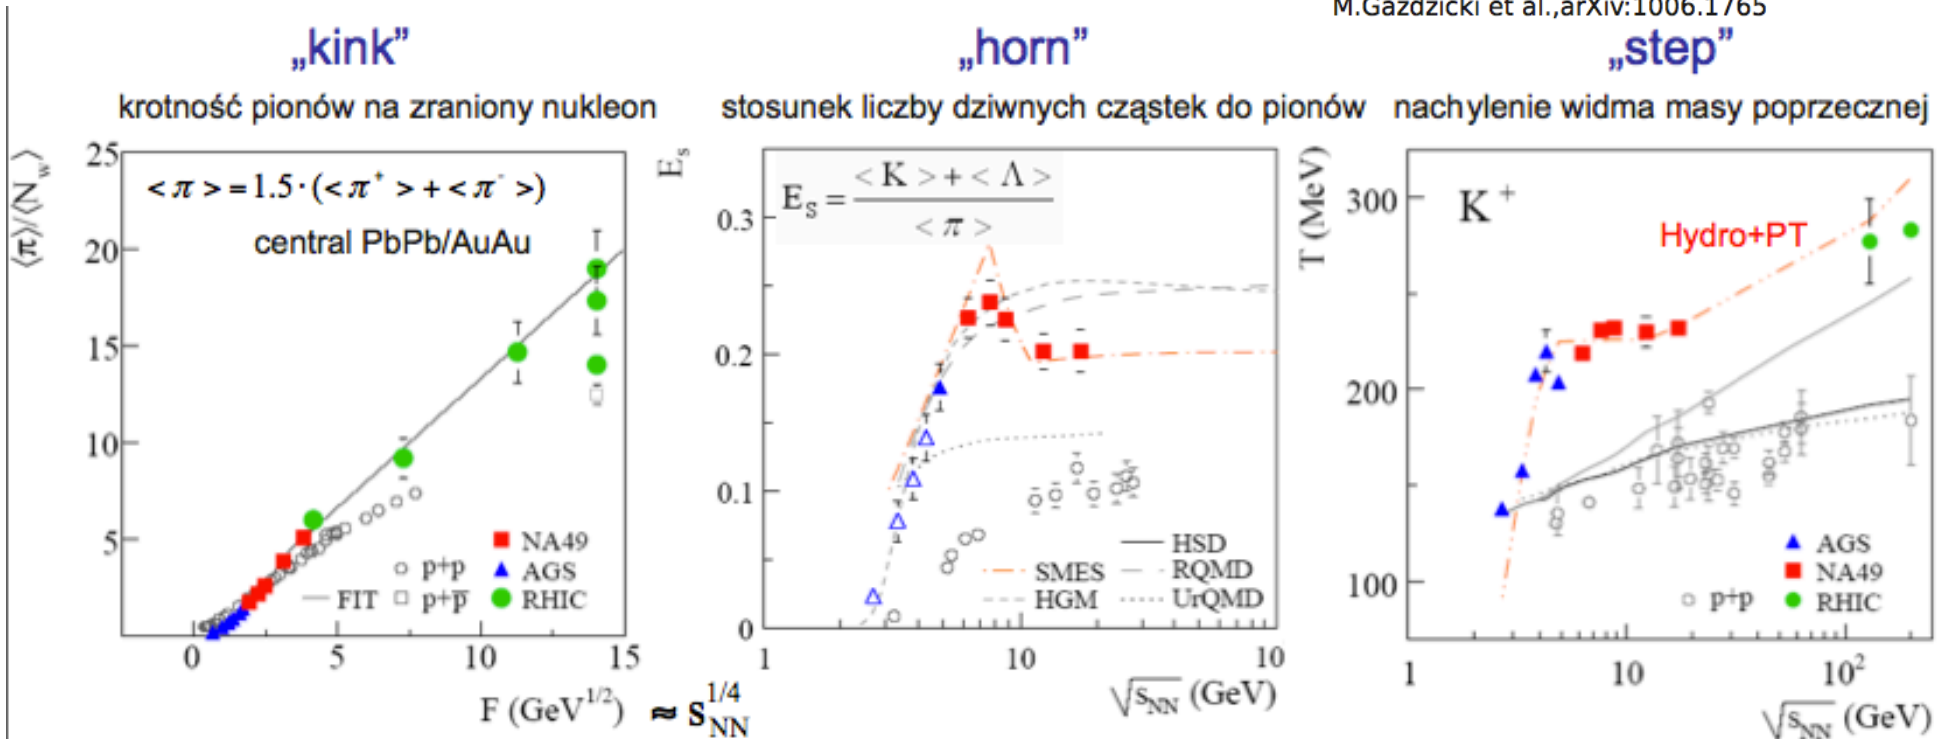 M.Gazdzicki et al.,arXiv:1006.1765
„kink”
krotność pionów na zraniony nukleon
⟨π⟩/⟨N_w⟩
25
20
15
10
5
< π > = 1.5 · (< π⁺ > + < π⁻ >)
central PbPb/AuAu
NA49
p+p
AGS
FIT
p+p̅
RHIC
0
5
10
15
F (GeV^1/2) ≈ s_NN^1/4
„horn”
stosunek liczby dziwnych cząstek do pionów
E_s
E_S = (< K > + < Λ >) / < π >
0.3
0.2
0.1
0
HSD
SMES
RQMD
HGM
UrQMD
1
10
10
√s_NN (GeV)
„step”
nachylenie widma masy poprzecznej
T (MeV)
300
200
100
K⁺
Hydro+PT
AGS
NA49
p+p
RHIC
1
10
10²
√s_NN (GeV)